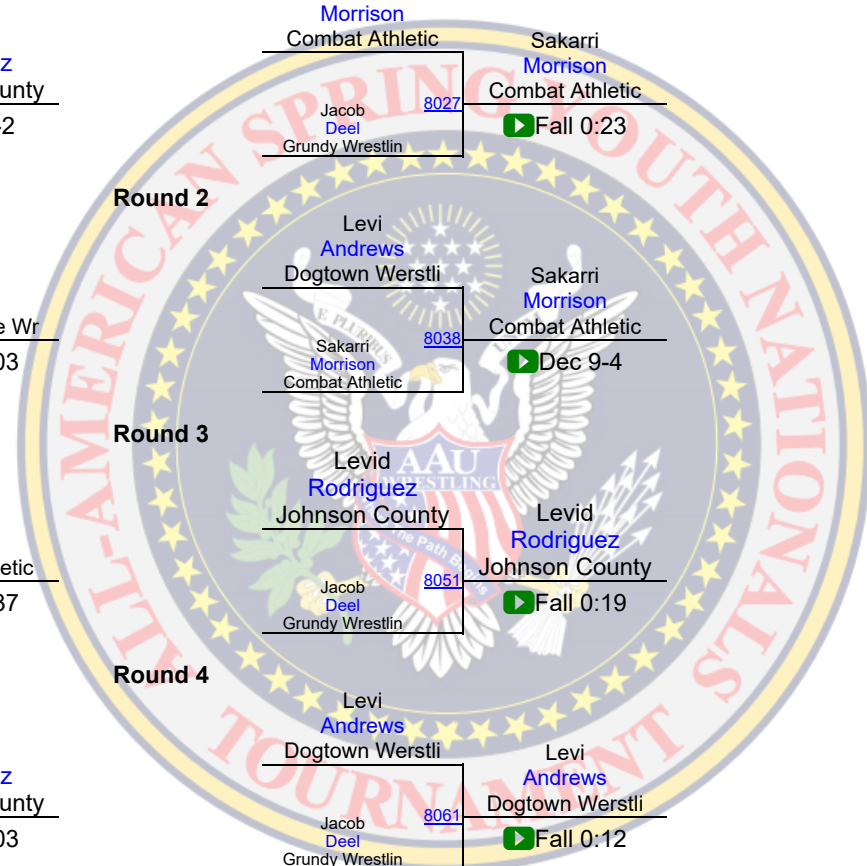 Morrison
Combat Athletic
Sakarri
Morrison
Combat Athletic
z
unty
8027
Jacob
Deel
Grundy Wrestlin
Fall 0:23
Round 2
Levi
Andrews
Dogtown Werstli
Sakarri
Morrison
Combat Athletic
e Wr
03
8038
Sakarri
Morrison
Combat Athletic
Dec 9-4
Round 3
Levid
Rodriguez
Johnson County
Levid
Rodriguez
Johnson County
etic
37
8051
Jacob
Deel
Grundy Wrestlin
Fall 0:19
Round 4
Levi
Andrews
Dogtown Werstli
Levi
Andrews
Dogtown Werstli
z
unty
03
8061
Jacob
Deel
Grundy Wrestlin
Fall 0:12
ALL-AMERICAN SPRING YOUTH NATIONALS
TOURNAMENT
E PLURIBUS
AAU
WRESTLING